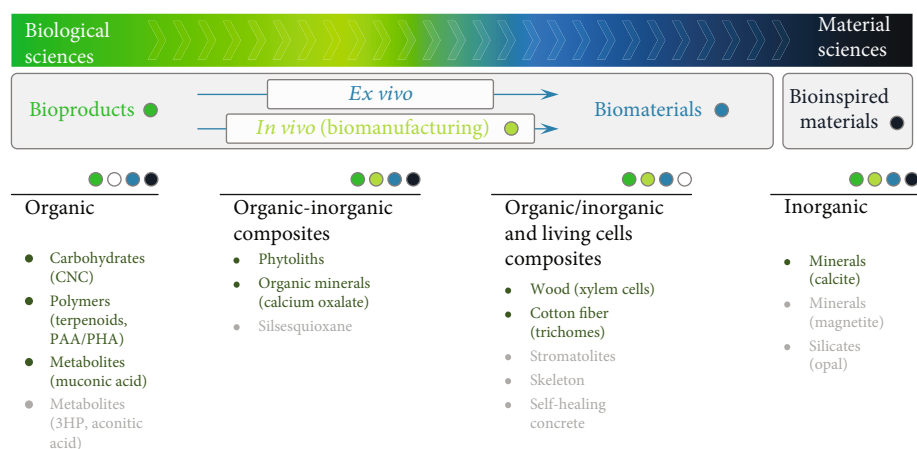 Biological
sciences
Material
sciences
Bioproducts
Ex vivo
In vivo (biomanufacturing)
Biomaterials
Bioinspired
materials
Organic
Carbohydrates
(CNC)
Polymers
(terpenoids,
PAA/PHA)
Metabolites
(muconic acid)
Metabolites
(3HP, aconitic
acid)
Organic-inorganic
composites
Phytoliths
Organic minerals
(calcium oxalate)
Silsesquioxane
Organic/inorganic
and living cells
composites
Wood (xylem cells)
Cotton fiber
(trichomes)
Stromatolites
Skeleton
Self-healing
concrete
Inorganic
Minerals
(calcite)
Minerals
(magnetite)
Silicates
(opal)